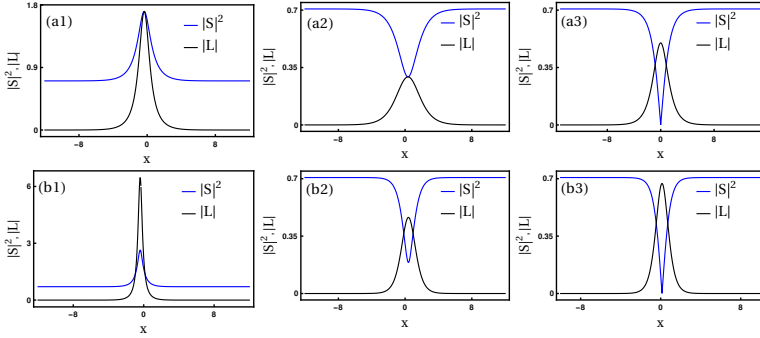 (a1)
|S|²
|L|
1.8
0.9
0
-8
0
8
x
|S|², |L|
(a2)
|S|²
|L|
0.7
0.35
0
-8
0
8
x
|S|², |L|
(a3)
|S|²
|L|
0.7
0.35
0
-8
0
8
x
|S|², |L|
(b1)
|S|²
|L|
6
3
0
-8
0
8
x
|S|², |L|
(b2)
|S|²
|L|
0.7
0.35
0
-8
0
8
x
|S|², |L|
(b3)
|S|²
|L|
0.7
0.35
0
-8
0
8
x
|S|², |L|